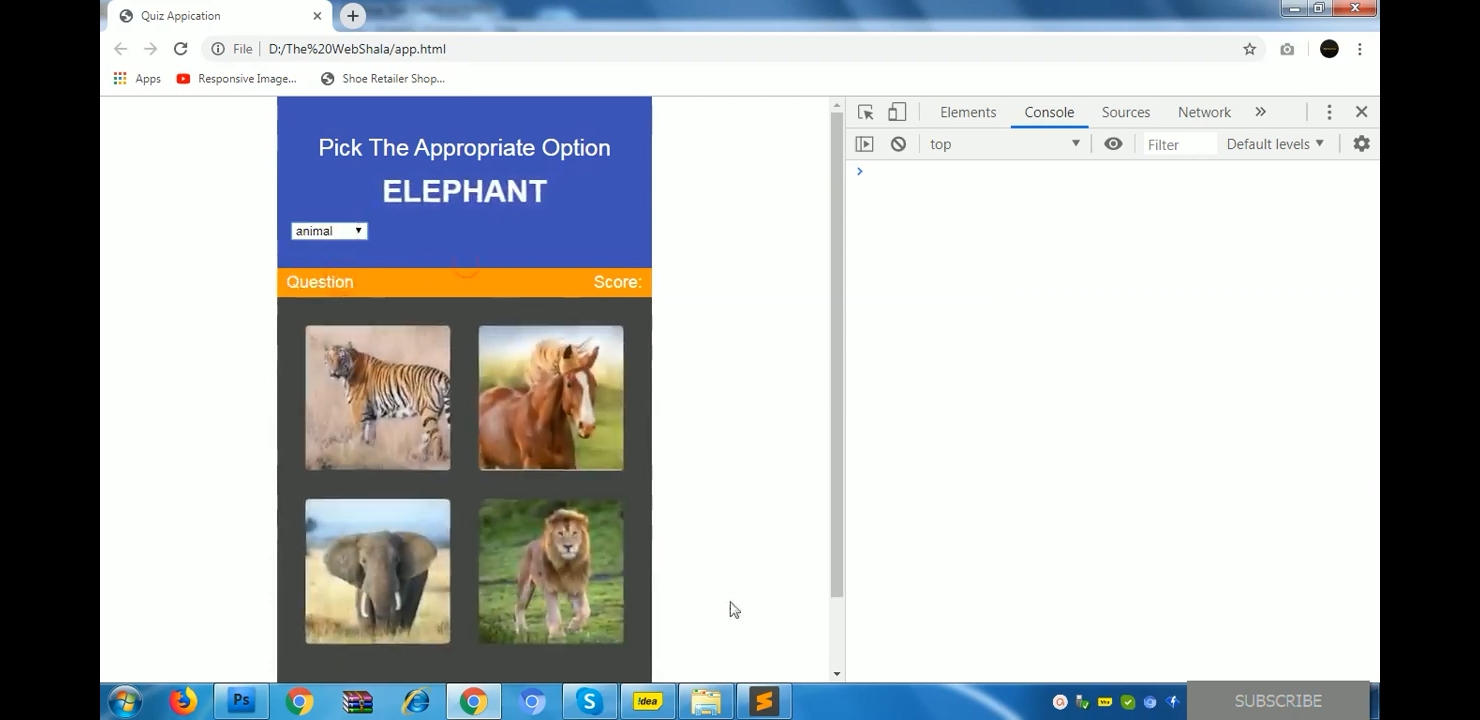 Quiz Appication
File
D:/The%20WebShala/app.html
Apps
Responsive Image...
Shoe Retailer Shop...
Elements
Console
Sources
Network
top
Filter
Default levels
Pick The Appropriate Option
ELEPHANT
animal
Question
Score:
Ps
!dea
SUBSCRIBE